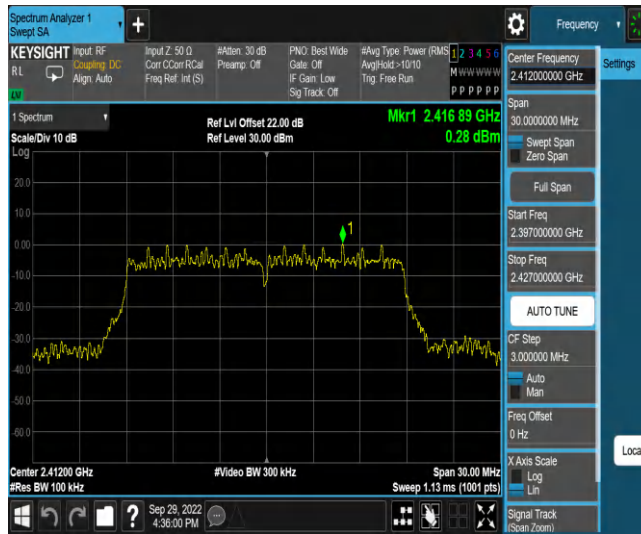 Spectrum Analyzer 1
Swept SA
Frequency
KEYSIGHT
RL
LXI
Input: RF
Coupling: DC
Align: Auto
Input Z: 50 Ω
Corr CCorr RCal
Freq Ref: Int (S)
#Atten: 30 dB
Preamp: Off
PNO: Best Wide
Gate: Off
IF Gain: Low
Sig Track: Off
#Avg Type: Power (RMS
Avg|Hold:>10/10
Trig: Free Run
1 2 3 4 5 6
M W W W W W
P P P P P P
1 Spectrum
Scale/Div 10 dB
Log
Ref Lvl Offset 22.00 dB
Ref Level 30.00 dBm
Mkr1 2.416 89 GHz
0.28 dBm
20.0
10.0
0.00
-10.0
-20.0
-30.0
-40.0
-50.0
-60.0
1
Center 2.41200 GHz
#Res BW 100 kHz
#Video BW 300 kHz
Span 30.00 MHz
Sweep 1.13 ms (1001 pts)
Sep 29, 2022
4:36:00 PM
Center Frequency
2.412000000 GHz
Span
30.0000000 MHz
Swept Span
Zero Span
Full Span
Start Freq
2.397000000 GHz
Stop Freq
2.427000000 GHz
AUTO TUNE
CF Step
3.000000 MHz
Auto
Man
Freq Offset
0 Hz
X Axis Scale
Log
Lin
Signal Track
(Span Zoom)
Settings
Loca